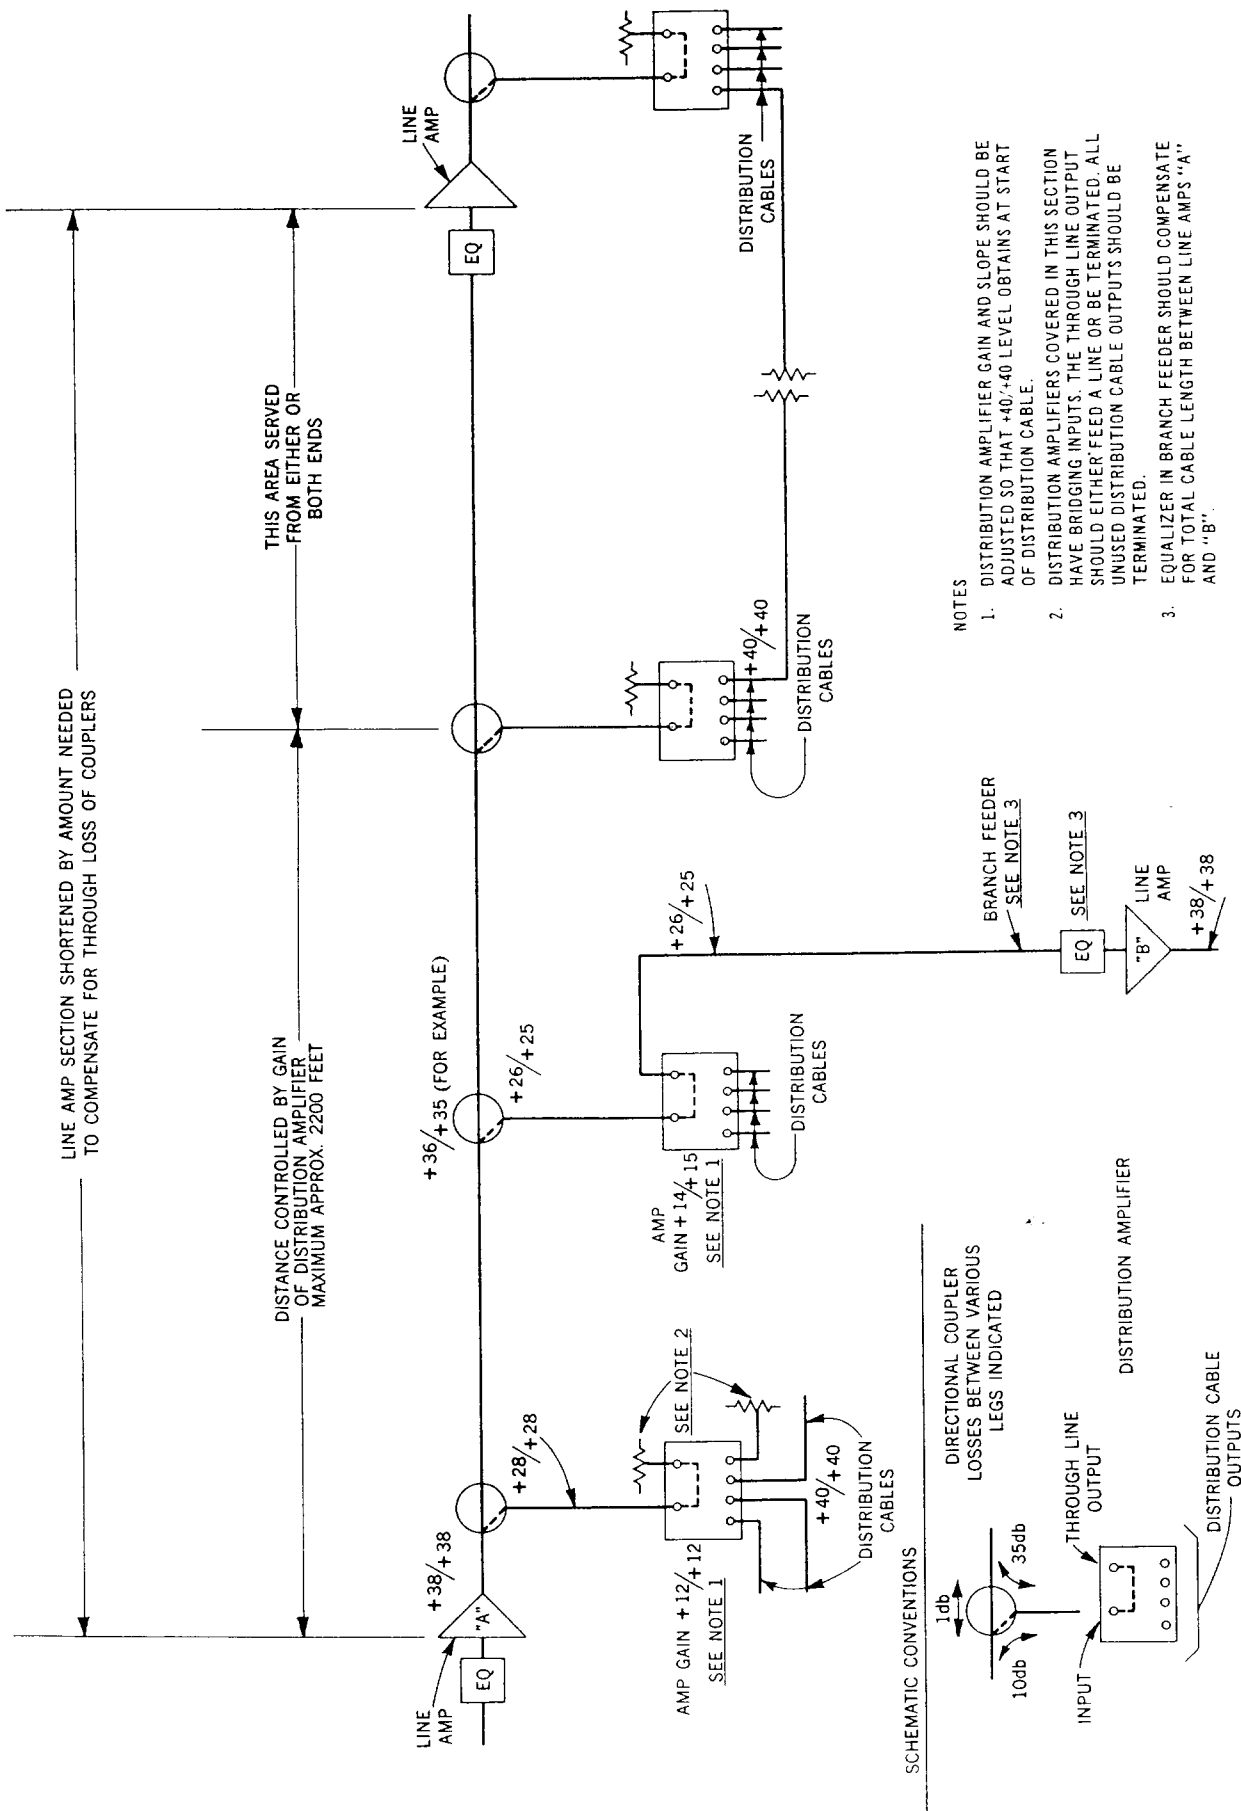 LINE AMP SECTION SHORTENED BY AMOUNT NEEDED
TO COMPENSATE FOR THROUGH LOSS OF COUPLERS
DISTANCE CONTROLLED BY GAIN
OF DISTRIBUTION AMPLIFIER
MAXIMUM APPROX. 2200 FEET
THIS AREA SERVED
FROM EITHER OR
BOTH ENDS
LINE
AMP
EQ
"A"
+38/+38
+36/+35 (FOR EXAMPLE)
EQ
LINE
AMP
+28/+28
+26/+25
AMP GAIN +12/+12
SEE NOTE 1
SEE NOTE 2
+40/+40
DISTRIBUTION
CABLES
AMP
GAIN +14/+15
SEE NOTE 1
DISTRIBUTION
CABLES
+26/+25
BRANCH FEEDER
SEE NOTE 3
EQ
SEE NOTE 3
"B"
LINE
AMP
+38/+38
+40/+40
DISTRIBUTION
CABLES
DISTRIBUTION
CABLES
SCHEMATIC CONVENTIONS
1db
10db
35db
DIRECTIONAL COUPLER
LOSSES BETWEEN VARIOUS
LEGS INDICATED
INPUT
THROUGH LINE
OUTPUT
DISTRIBUTION AMPLIFIER
DISTRIBUTION CABLE
OUTPUTS
NOTES
1. DISTRIBUTION AMPLIFIER GAIN AND SLOPE SHOULD BE
ADJUSTED SO THAT +40/+40 LEVEL OBTAINS AT START
OF DISTRIBUTION CABLE.
2. DISTRIBUTION AMPLIFIERS COVERED IN THIS SECTION
HAVE BRIDGING INPUTS. THE THROUGH LINE OUTPUT
SHOULD EITHER FEED A LINE OR BE TERMINATED. ALL
UNUSED DISTRIBUTION CABLE OUTPUTS SHOULD BE
TERMINATED.
3. EQUALIZER IN BRANCH FEEDER SHOULD COMPENSATE
FOR TOTAL CABLE LENGTH BETWEEN LINE AMPS "A"
AND "B".